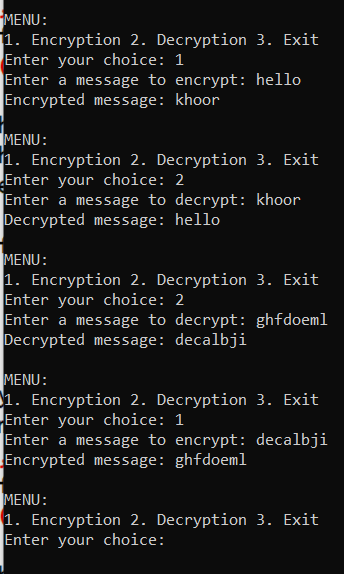 MENU:
1. Encryption 2. Decryption 3. Exit
Enter your choice: 1
Enter a message to encrypt: hello
Encrypted message: khoor
MENU:
1. Encryption 2. Decryption 3. Exit
Enter your choice: 2
Enter a message to decrypt: khoor
Decrypted message: hello
MENU:
1. Encryption 2. Decryption 3. Exit
Enter your choice: 2
Enter a message to decrypt: ghfdoeml
Decrypted message: decalbji
MENU:
1. Encryption 2. Decryption 3. Exit
Enter your choice: 1
Enter a message to encrypt: decalbji
Encrypted message: ghfdoeml
MENU:
1. Encryption 2. Decryption 3. Exit
Enter your choice: